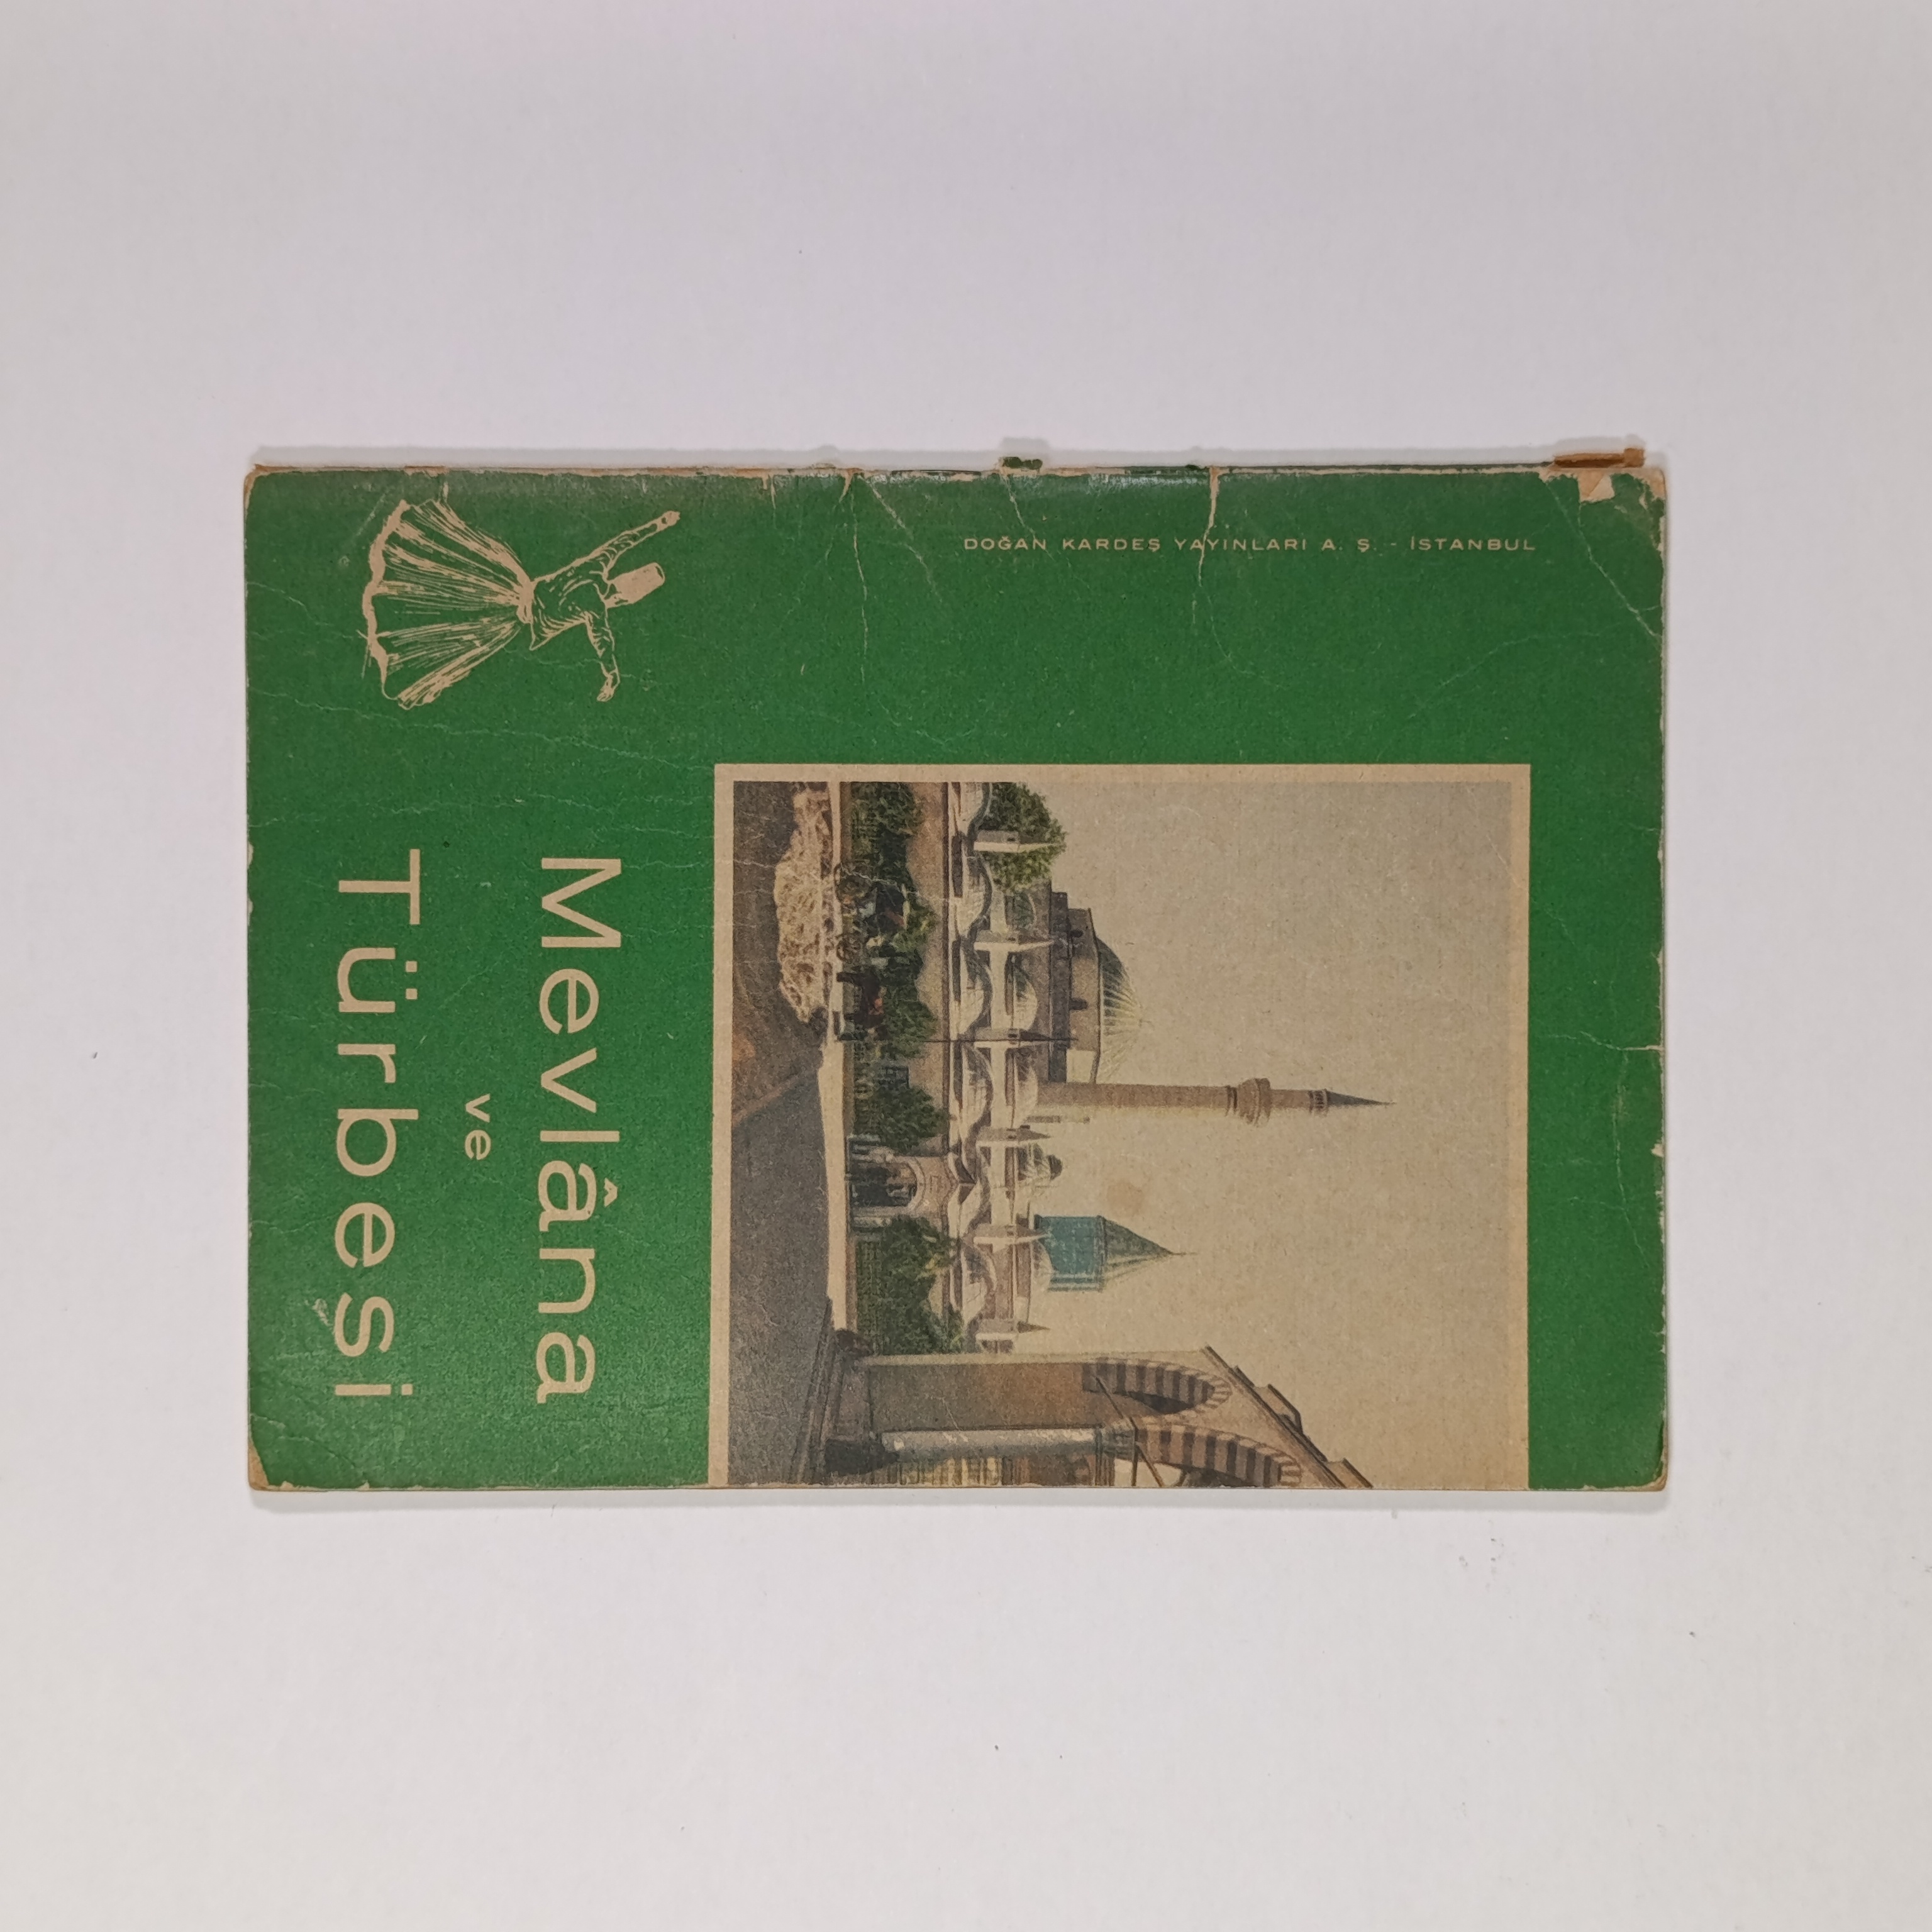 Mevlâna
ve
Türbesi
DOĞAN KARDEŞ YAYINLARI A. Ş. - İSTANBUL